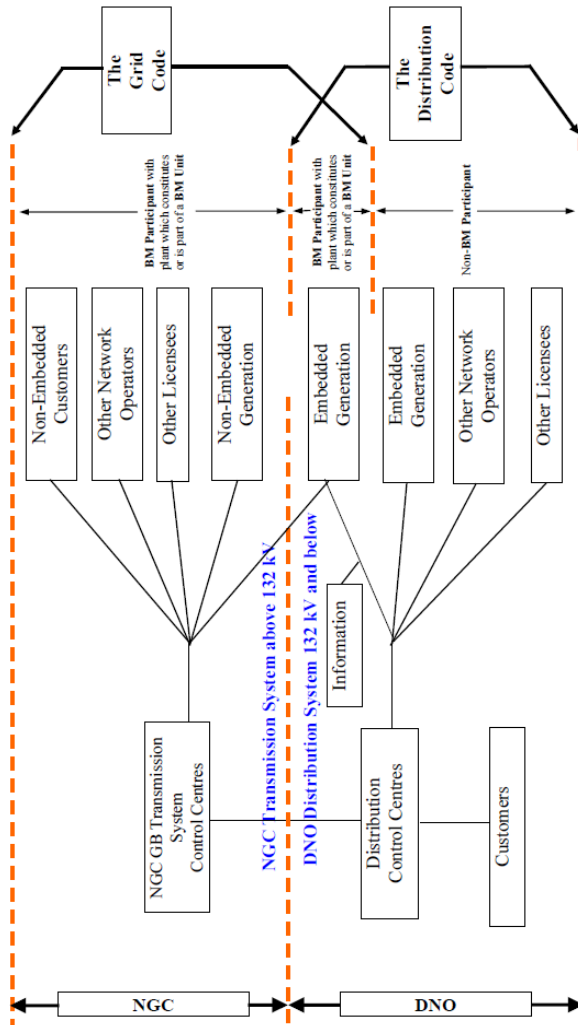 The
Grid
Code
The
Distribution
Code
BM Participant with
plant which constitutes
or is part of a BM Unit
BM Participant with
plant which constitutes
or is part of a BM Unit
Non-BM Participant
Non-Embedded
Customers
Other Network
Operators
Other Licensees
Non-Embedded
Generation
Embedded
Generation
Embedded
Generation
Other Network
Operators
Other Licensees
NGC Transmission System above 132 kV
DNO Distribution System 132 kV and below
Information
NGC GB Transmission
System
Control Centres
Distribution
Control Centres
Customers
NGC
DNO